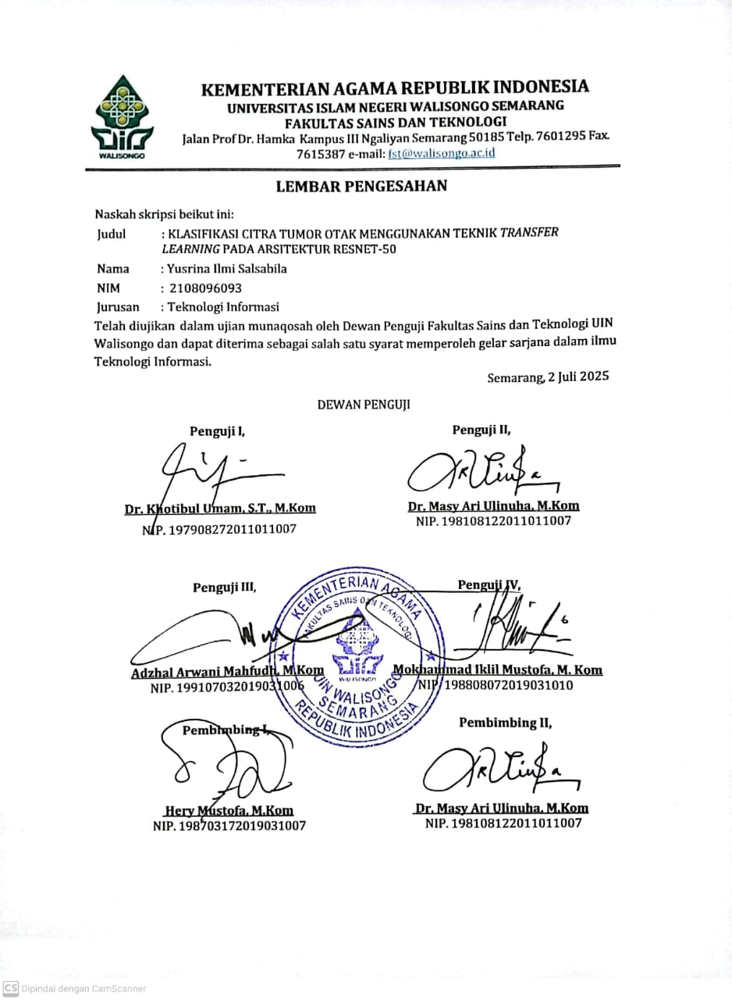 KEMENTERIAN AGAMA REPUBLIK INDONESIA
UNIVERSITAS ISLAM NEGERI WALISONGO SEMARANG
FAKULTAS SAINS DAN TEKNOLOGI
Jalan Prof Dr. Hamka Kampus III Ngaliyan Semarang 50185 Telp. 7601295 Fax.
7615387 e-mail: fst@walisongo.ac.id
WALISONGO
LEMBAR PENGESAHAN
Naskah skripsi beikut ini:
Judul : KLASIFIKASI CITRA TUMOR OTAK MENGGUNAKAN TEKNIK TRANSFER
LEARNING PADA ARSITEKTUR RESNET-50
Nama : Yusrina Ilmi Salsabila
NIM : 2108096093
Jurusan : Teknologi Informasi
Telah diujikan dalam ujian munaqosah oleh Dewan Penguji Fakultas Sains dan Teknologi UIN
Walisongo dan dapat diterima sebagai salah satu syarat memperoleh gelar sarjana dalam ilmu
Teknologi Informasi.
Semarang, 2 Juli 2025
DEWAN PENGUJI
Penguji I, Penguji II,
Dr. Khotibul Umam, S.T., M.Kom Dr. Masy Ari Ulinuha, M.Kom
NIP. 197908272011011007 NIP. 198108122011011007
Penguji III, Penguji IV,
KEMENTERIAN AGAMA
FAKULTAS SAINS DAN TEKNOLOGI
WALISONGO
UIN WALISONGO
SEMARANG
REPUBLIK INDONESIA
Adzhal Arwani Mahfudh, M.Kom Mokhammad Iklil Mustofa, M. Kom
NIP. 199107032019031006 NIP. 198808072019031010
Pembimbing I, Pembimbing II,
Hery Mustofa, M.Kom Dr. Masy Ari Ulinuha, M.Kom
NIP. 198703172019031007 NIP. 198108122011011007
CS Dipindai dengan CamScanner